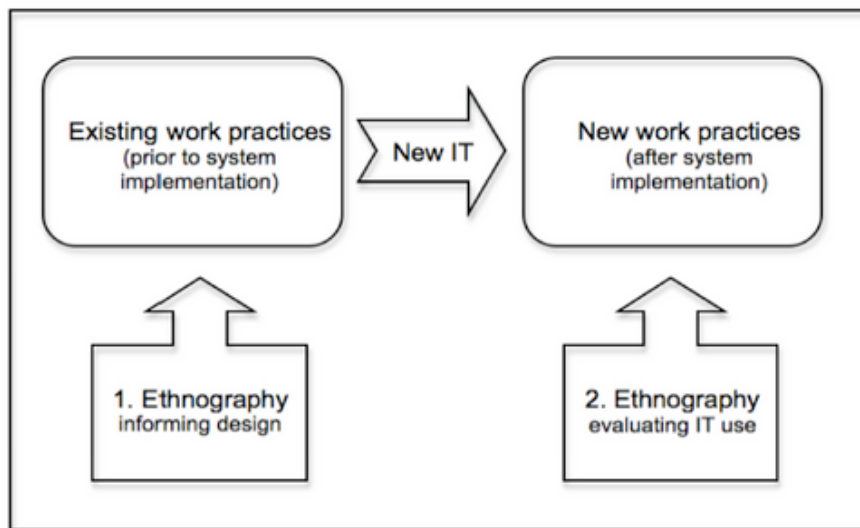 Existing work practices
(prior to system
implementation)
New IT
New work practices
(after system
implementation)
1. Ethnography
informing design
2. Ethnography
evaluating IT use